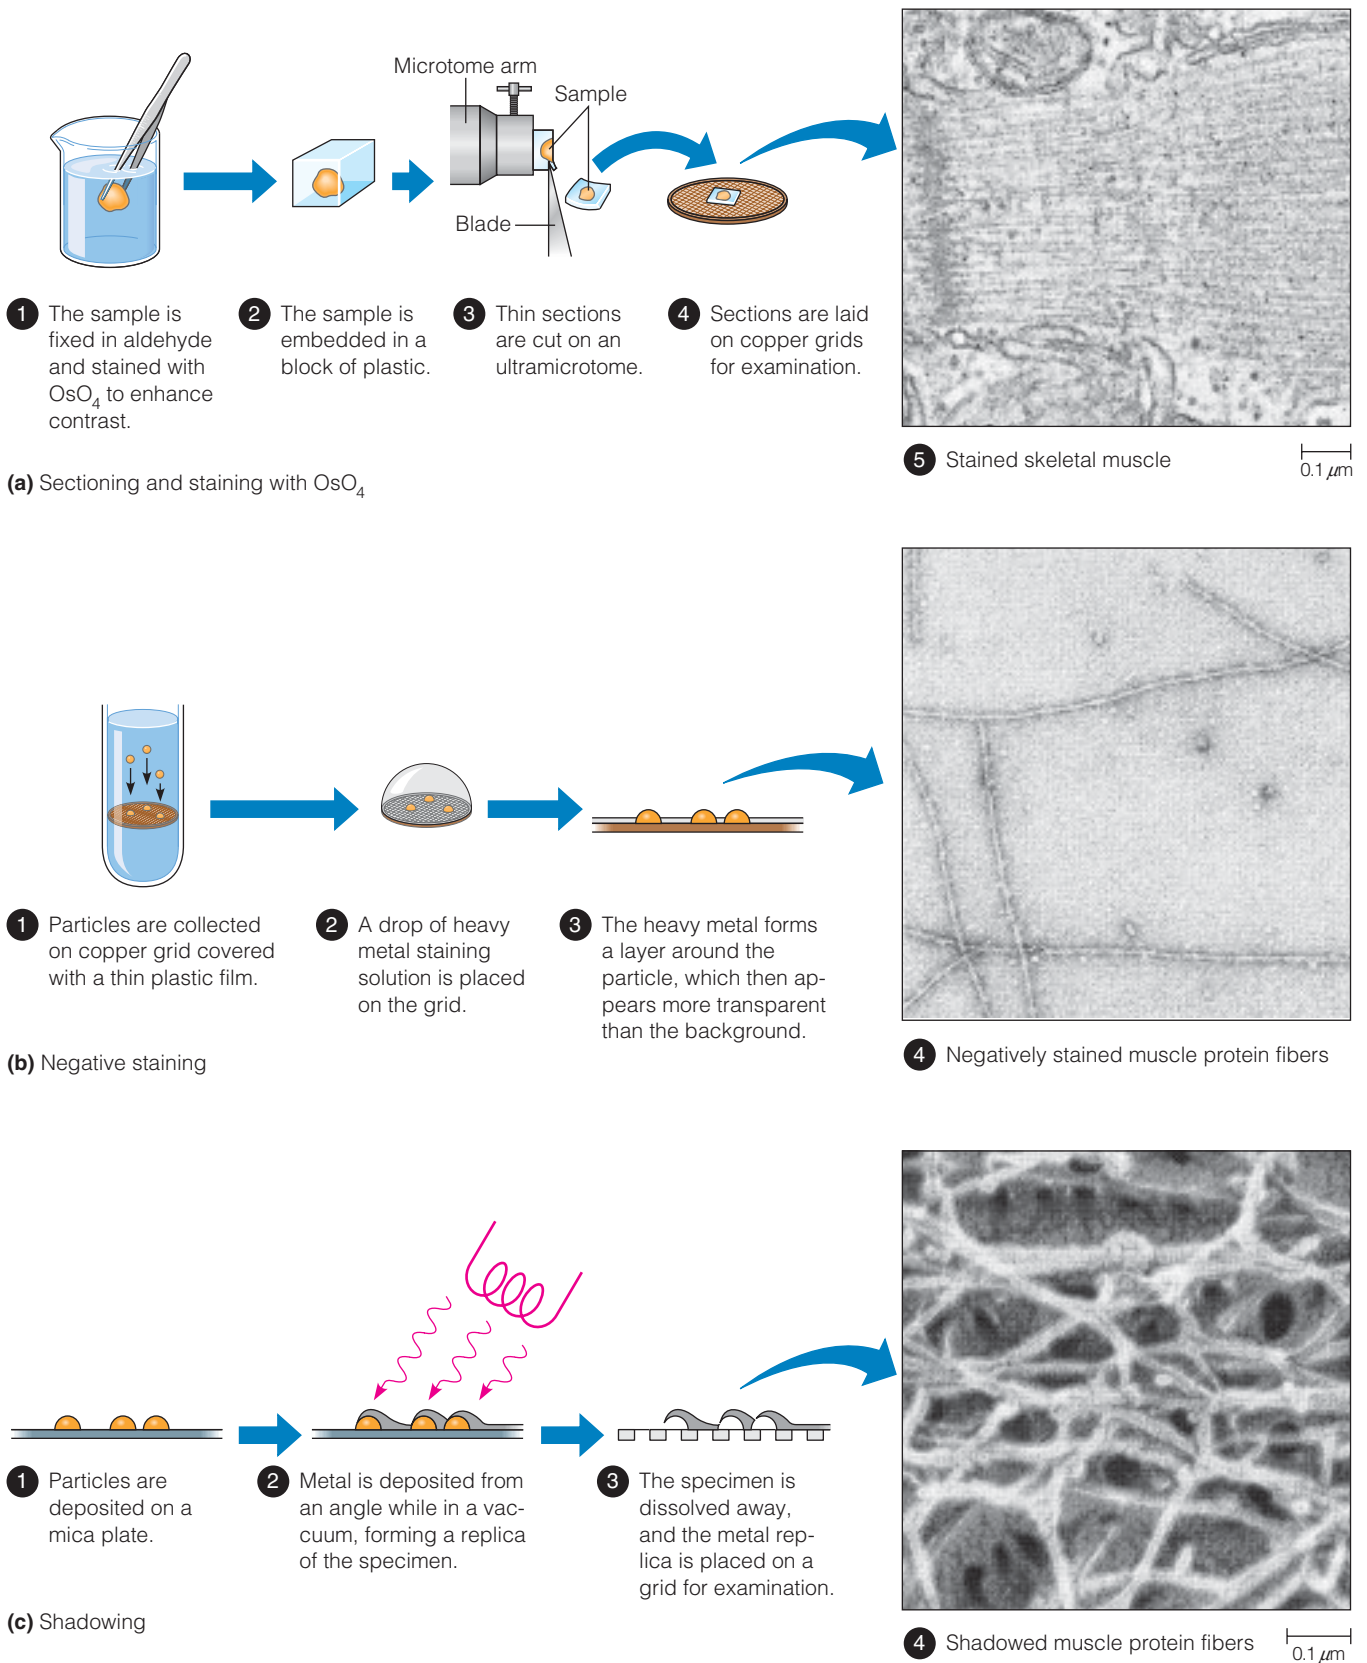 Microtome arm
Sample
Blade
1 The sample is
fixed in aldehyde
and stained with
OsO4 to enhance
contrast.
2 The sample is
embedded in a
block of plastic.
3 Thin sections
are cut on an
ultramicrotome.
4 Sections are laid
on copper grids
for examination.
5 Stained skeletal muscle
0.1 μm
(a) Sectioning and staining with OsO4
1 Particles are collected
on copper grid covered
with a thin plastic film.
2 A drop of heavy
metal staining
solution is placed
on the grid.
3 The heavy metal forms
a layer around the
particle, which then ap-
pears more transparent
than the background.
4 Negatively stained muscle protein fibers
(b) Negative staining
1 Particles are
deposited on a
mica plate.
2 Metal is deposited from
an angle while in a vac-
cuum, forming a replica
of the specimen.
3 The specimen is
dissolved away,
and the metal rep-
lica is placed on a
grid for examination.
4 Shadowed muscle protein fibers
0.1 μm
(c) Shadowing